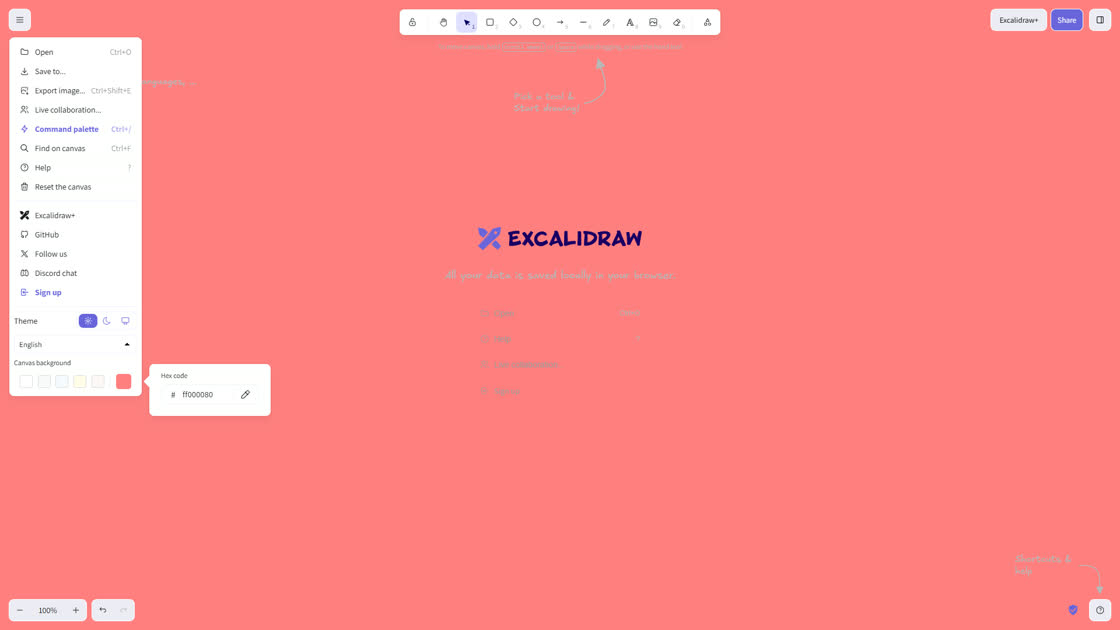 Excalidraw+
Share
Open Ctrl+O
Save to...
Export image... Ctrl+Shift+E
Live collaboration...
Command palette Ctrl+/
Find on canvas Ctrl+F
Help ?
Reset the canvas
Excalidraw+
GitHub
Follow us
Discord chat
Sign up
Theme
English
Canvas background
Hex code
# ff000080
Pick a tool &
Start drawing!
EXCALIDRAW
All your data is saved locally in your browser.
Shortcuts &
help
100%